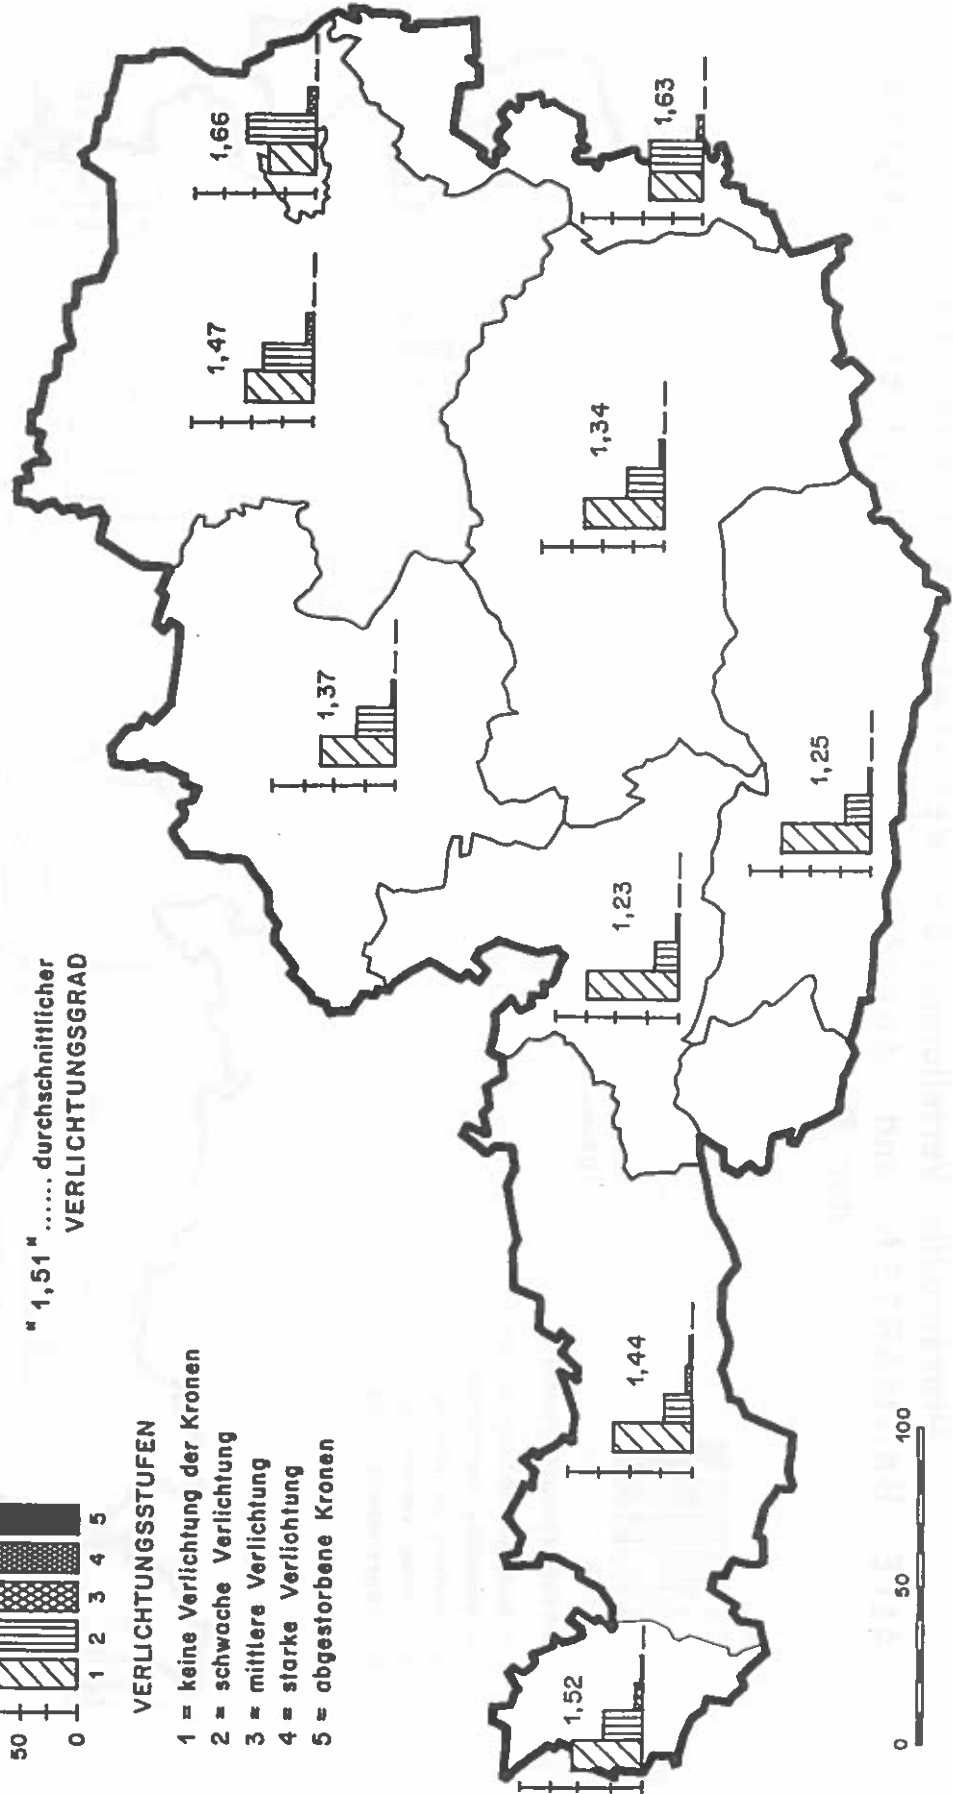 50
0
1 2 3 4 5
VERLICHTUNGSSTUFEN
1 = keine Verlichtung der Kronen
2 = schwache Verlichtung
3 = mittlere Verlichtung
4 = starke Verlichtung
5 = abgestorbene Kronen
"1,51" ...... durchschnittlicher
VERLICHTUNGSGRAD
1,66
1,47
1,37
1,63
1,34
1,23
1,25
1,44
1,52
0 50 100